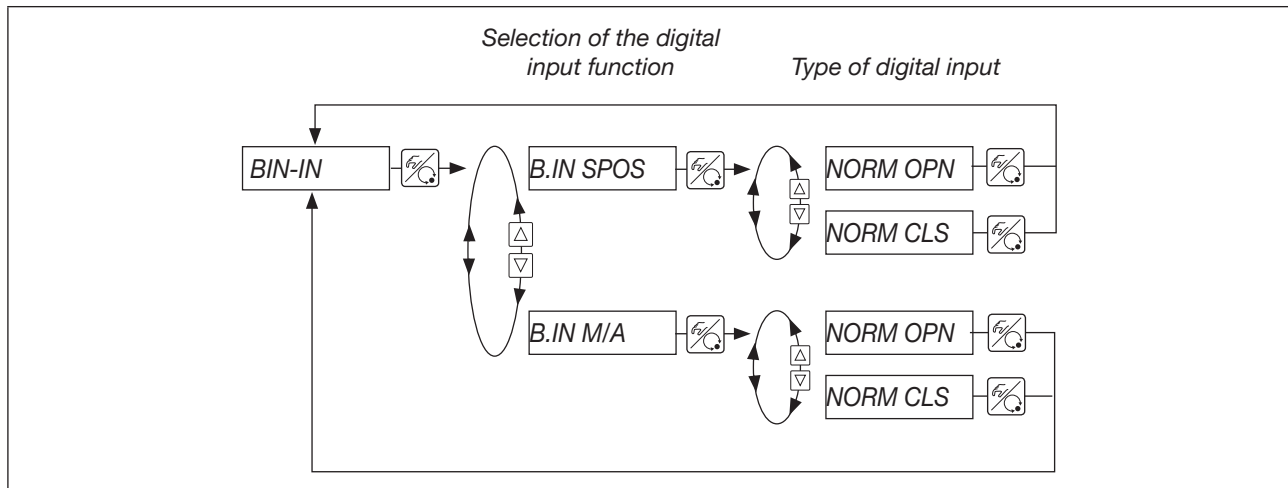 Selection of the digital
input function
Type of digital input
BIN-IN
B.IN SPOS
NORM OPN
NORM CLS
B.IN M/A
NORM OPN
NORM CLS